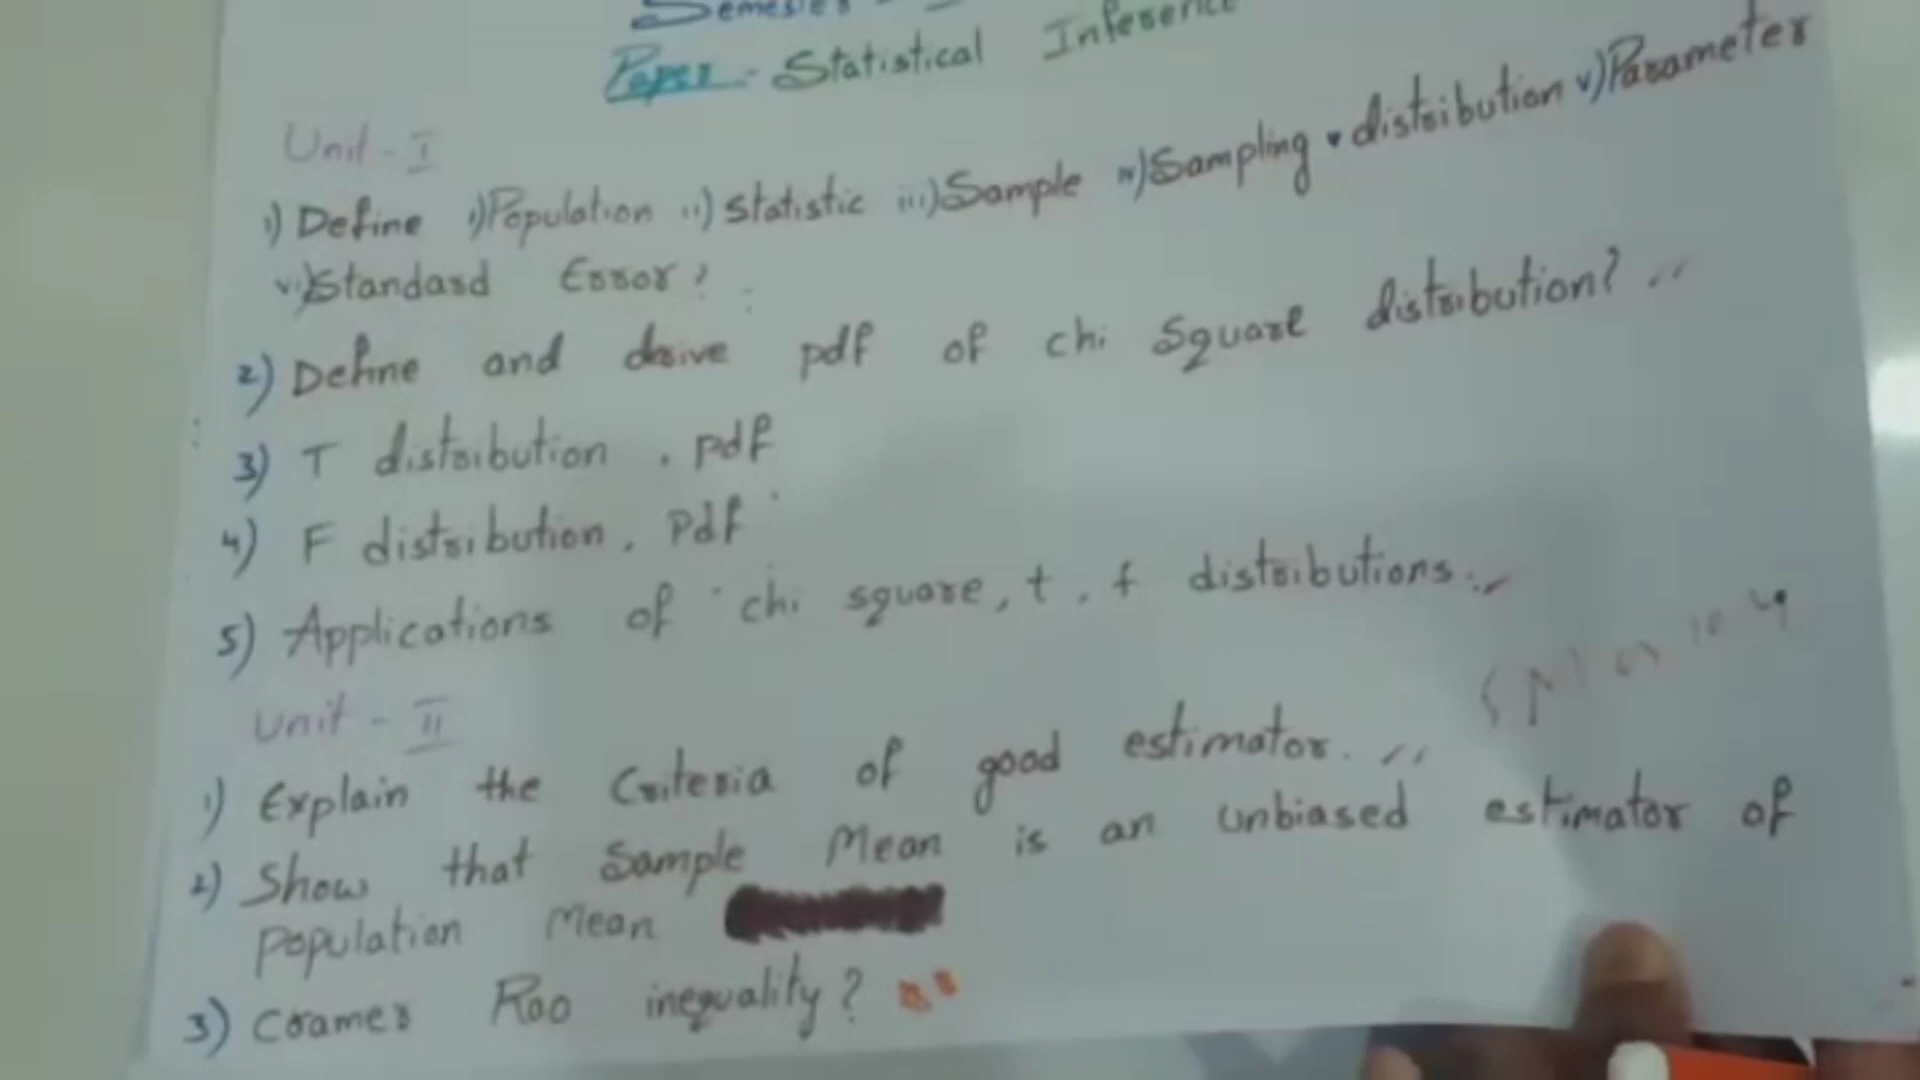 Semester -
Paper - Statistical Inference
Unit - I
1) Define i) Population ii) Statistic iii) Sample iv) Sampling distribution v) Parameter
vi) Standard Error?
2) Define and derive pdf of chi square distribution?
3) T distribution . pdf
4) F distribution . Pdf
5) Applications of chi square, t, f distributions.
Unit - II
1) Explain the Criteria of good estimator.
2) Show that Sample Mean is an unbiased estimator of
Population Mean
3) Cramer Rao inequality?